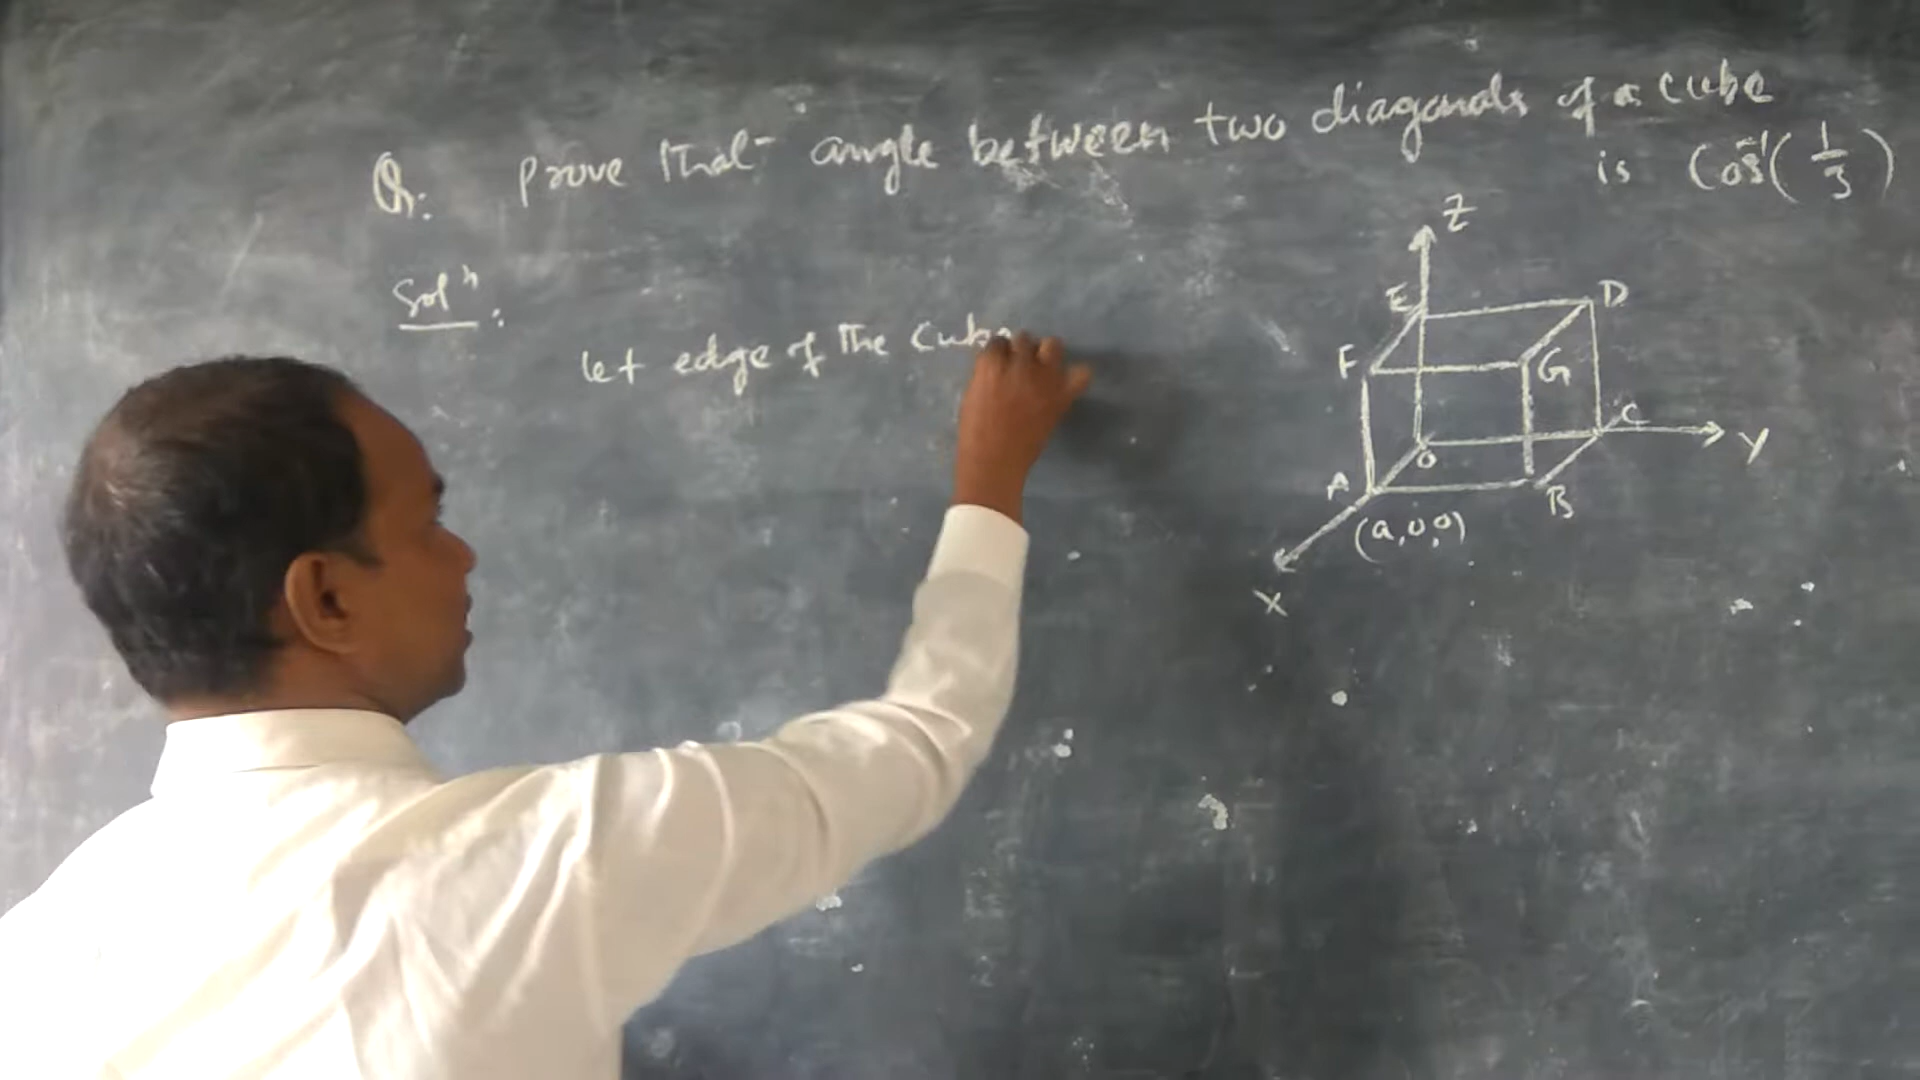 Q: Prove that angle between two diagonals of a cube
is Cos⁻¹(1/3)
Solⁿ:
let edge of the cube
Z
E
D
F
G
C
Y
O
A
B
(a,0,0)
X